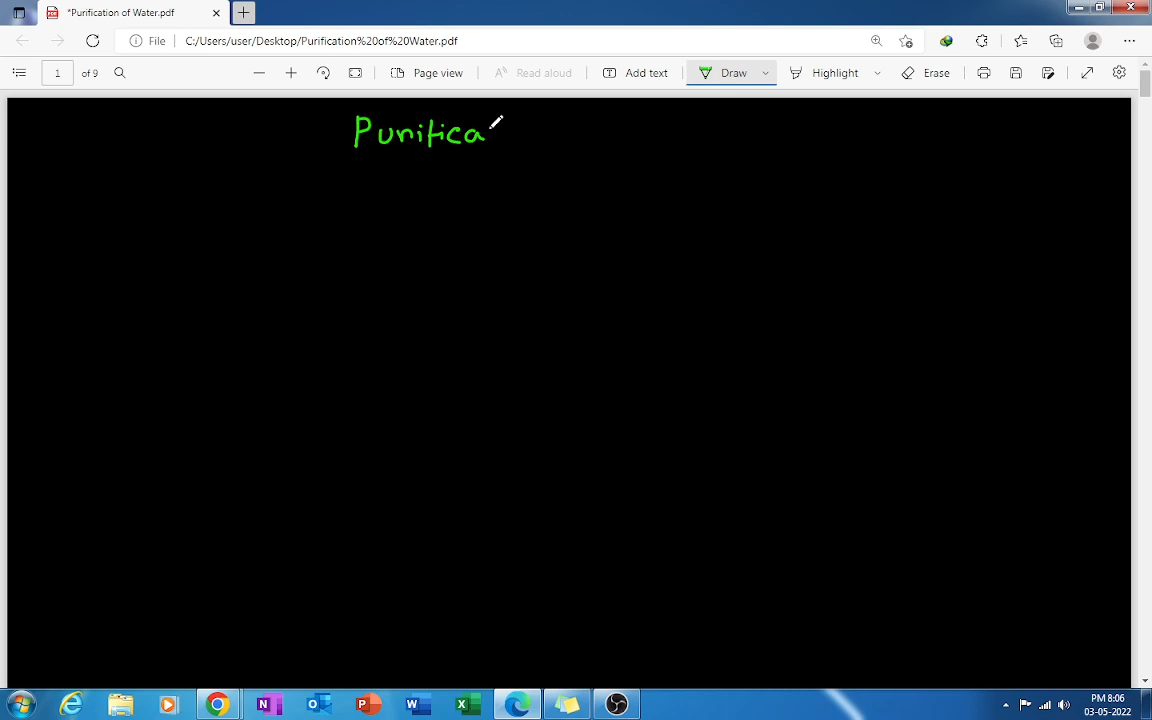 *Purification of Water.pdf
File C:/Users/user/Desktop/Purification%20of%20Water.pdf
1 of 9 Page view Read aloud Add text Draw Highlight Erase
Purifica
PM 8:06
03-05-2022